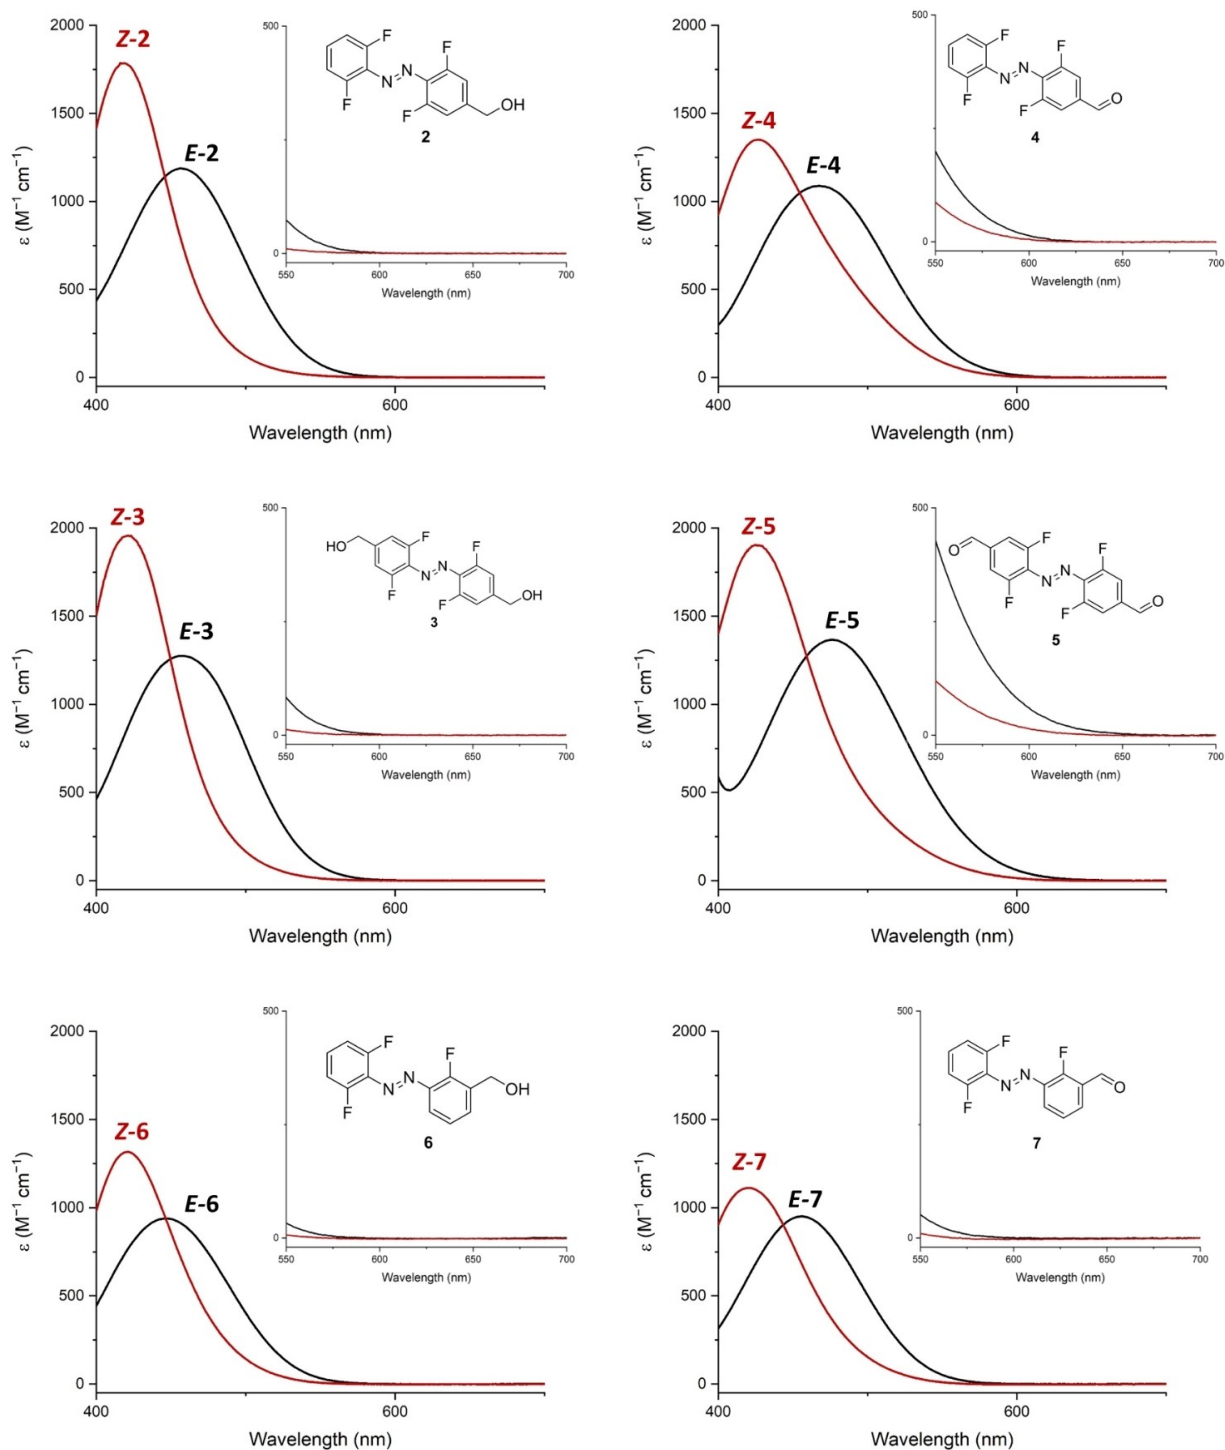 2000
1500
1000
500
0
400
600
ε (M⁻¹ cm⁻¹)
Wavelength (nm)
Z-2
E-2
500
0
550
600
650
700
Wavelength (nm)
F
F
N
N
F
F
OH
2
2000
1500
1000
500
0
400
600
ε (M⁻¹ cm⁻¹)
Wavelength (nm)
Z-4
E-4
500
0
550
600
650
700
Wavelength (nm)
F
F
N
N
F
F
O
4
2000
1500
1000
500
0
400
600
ε (M⁻¹ cm⁻¹)
Wavelength (nm)
Z-3
E-3
500
0
550
600
650
700
Wavelength (nm)
HO
F
F
N
N
F
F
OH
3
2000
1500
1000
500
0
400
600
ε (M⁻¹ cm⁻¹)
Wavelength (nm)
Z-5
E-5
500
0
550
600
650
700
Wavelength (nm)
O
F
F
N
N
F
F
O
5
2000
1500
1000
500
0
400
600
ε (M⁻¹ cm⁻¹)
Wavelength (nm)
Z-6
E-6
500
0
550
600
650
700
Wavelength (nm)
F
F
N
N
F
OH
6
2000
1500
1000
500
0
400
600
ε (M⁻¹ cm⁻¹)
Wavelength (nm)
Z-7
E-7
500
0
550
600
650
700
Wavelength (nm)
F
F
N
N
F
O
7